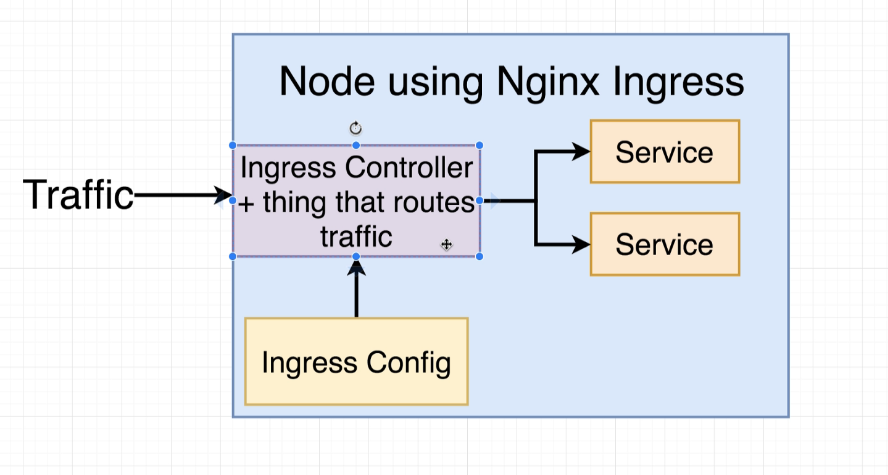 Node using Nginx Ingress
Traffic
Ingress Controller
+ thing that routes
traffic
Service
Service
Ingress Config